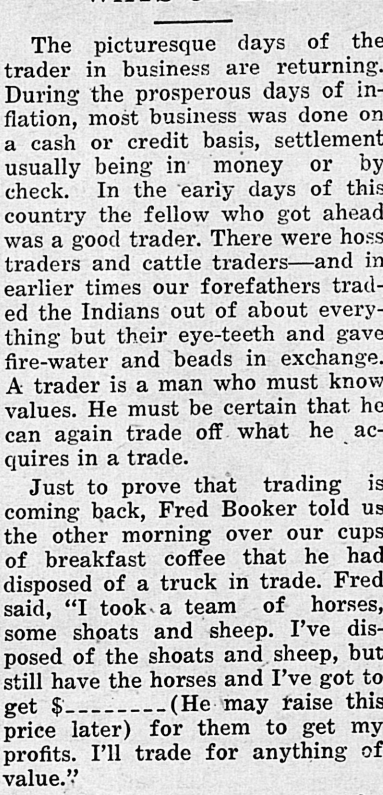 The picturesque days of the
trader in business are returning.
During the prosperous days of in-
flation, most business was done on
a cash or credit basis, settlement
usually being in money or by
check. In the early days of this
country the fellow who got ahead
was a good trader. There were hoss
traders and cattle traders—and in
earlier times our forefathers trad-
ed the Indians out of about every-
thing but their eye-teeth and gave
fire-water and beads in exchange.
A trader is a man who must know
values. He must be certain that he
can again trade off what he ac-
quires in a trade.
Just to prove that trading is
coming back, Fred Booker told us
the other morning over our cups
of breakfast coffee that he had
disposed of a truck in trade. Fred
said, "I took a team of horses,
some shoats and sheep. I've dis-
posed of the shoats and sheep, but
still have the horses and I've got to
get $--------(He may raise this
price later) for them to get my
profits. I'll trade for anything of
value."